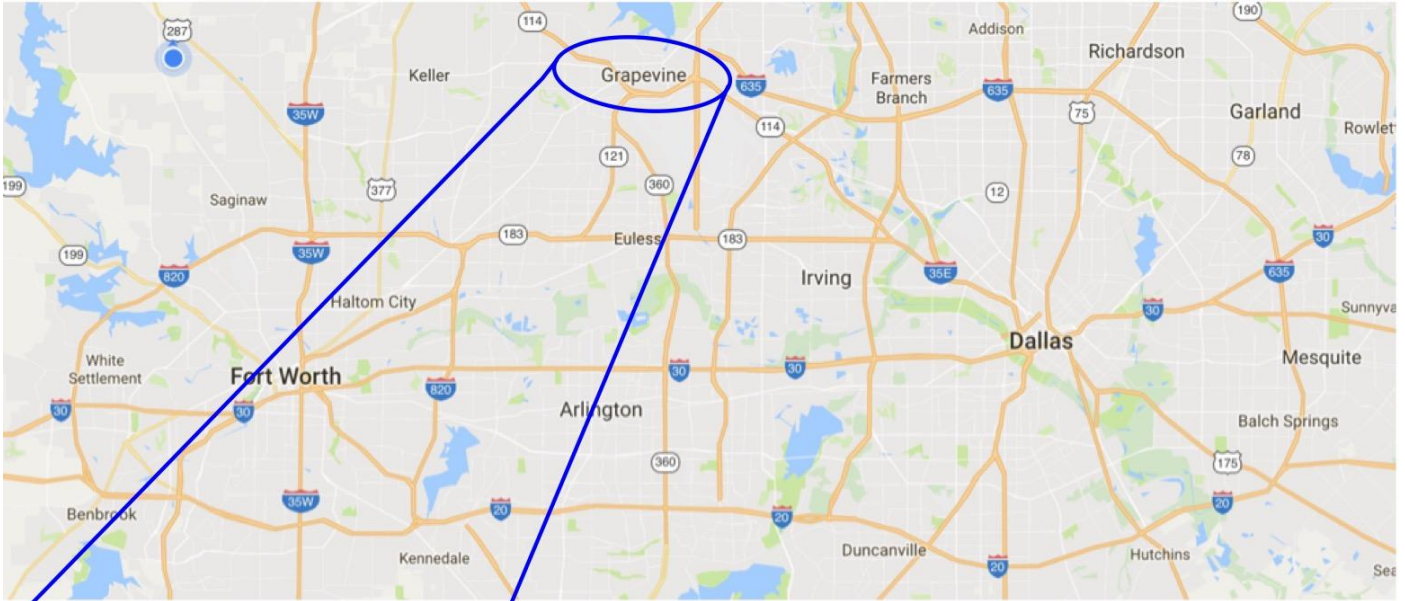 287
114
190
Addison
Richardson
Keller
Grapevine
635
Farmers
Branch
635
75
Garland
35W
114
Rowlet
121
78
199
377
360
12
Saginaw
183
Euless
183
30
199
35W
820
Irving
35E
635
Haltom City
30
Sunnyva
Dallas
White
Settlement
Fort Worth
30
30
Mesquite
820
30
30
Arlington
Balch Springs
360
175
35W
20
20
20
Benbrook
Kennedale
Duncanville
Hutchins
20
Sea